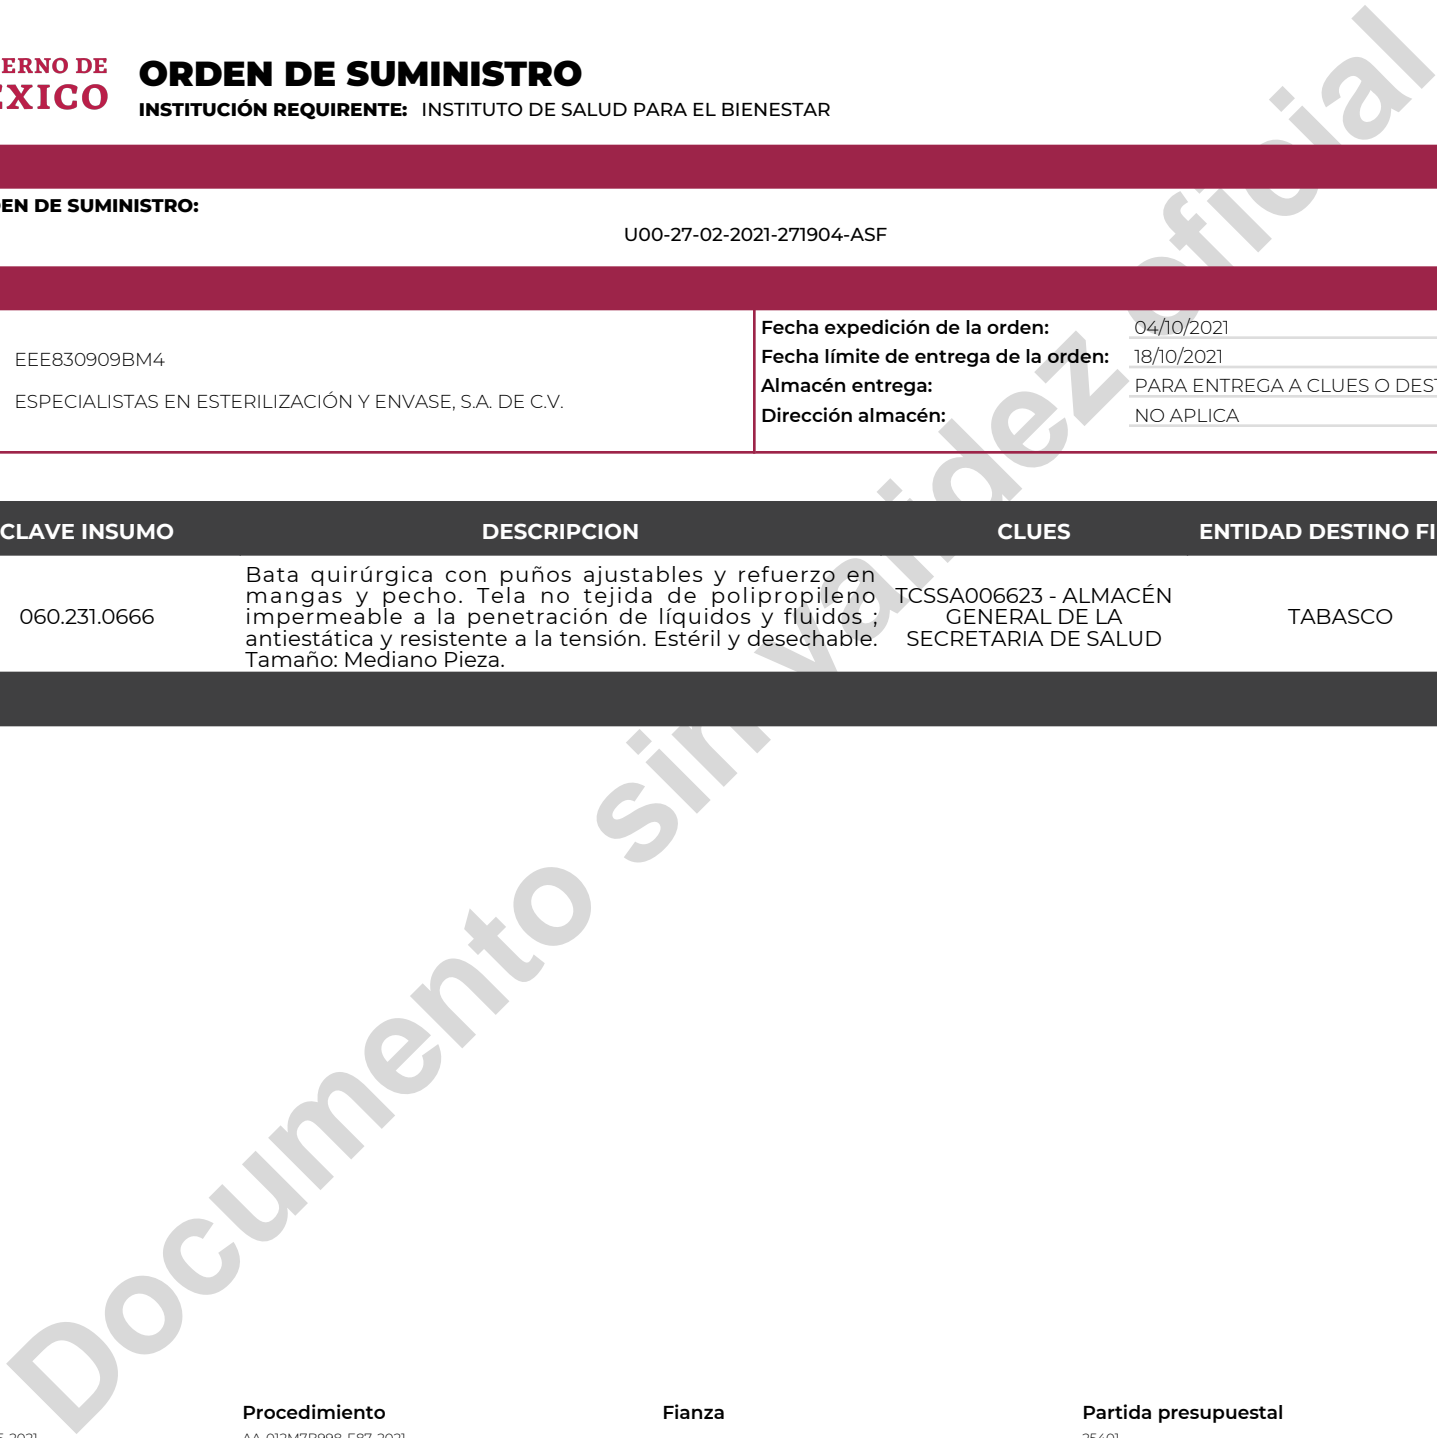 ERNO DE
EXICO
ORDEN DE SUMINISTRO
INSTITUCIÓN REQUIRENTE: INSTITUTO DE SALUD PARA EL BIENESTAR
EN DE SUMINISTRO:
U00-27-02-2021-271904-ASF
EEE830909BM4
ESPECIALISTAS EN ESTERILIZACIÓN Y ENVASE, S.A. DE C.V.
Fecha expedición de la orden: 04/10/2021
Fecha límite de entrega de la orden: 18/10/2021
Almacén entrega: PARA ENTREGA A CLUES O DEST
Dirección almacén: NO APLICA
CLAVE INSUMO DESCRIPCION CLUES ENTIDAD DESTINO FI
060.231.0666
Bata quirúrgica con puños ajustables y refuerzo en
mangas y pecho. Tela no tejida de polipropileno
impermeable a la penetración de líquidos y fluidos ;
antiestática y resistente a la tensión. Estéril y desechable.
Tamaño: Mediano Pieza.
TCSSA006623 - ALMACÉN
GENERAL DE LA
SECRETARIA DE SALUD
TABASCO
Documento sin validez oficial
Procedimiento Fianza Partida presupuestal